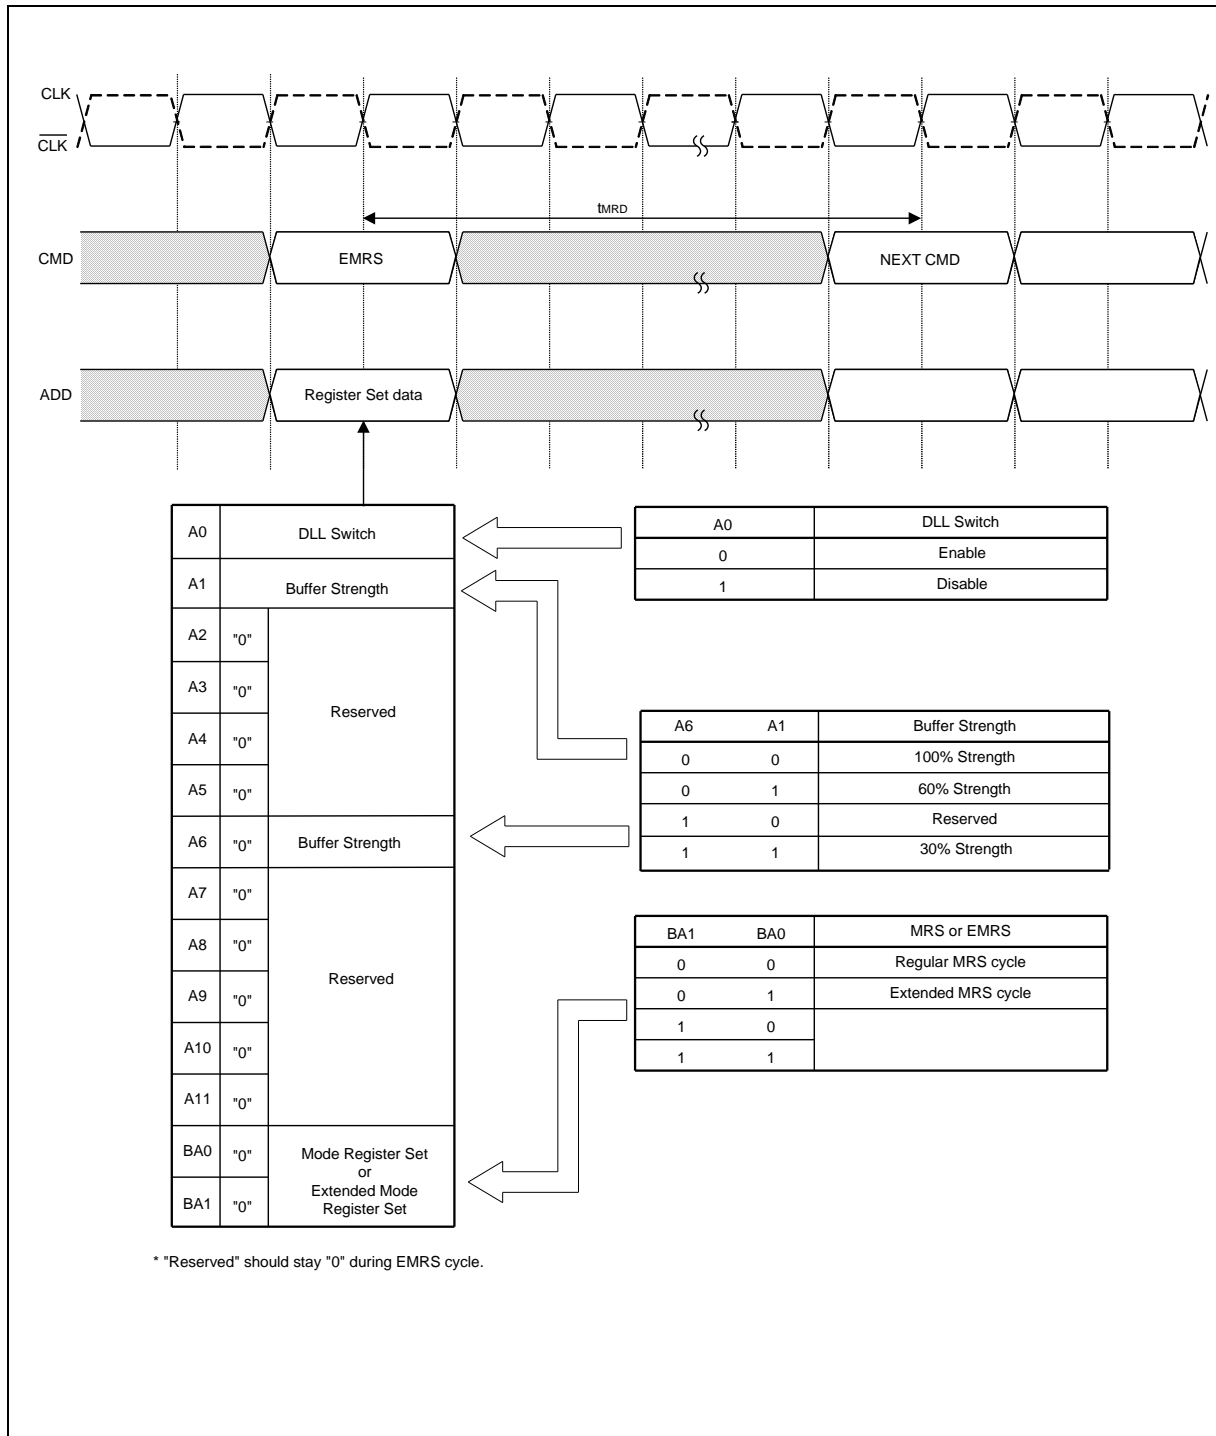 CLK
CLK
tMRD
CMD
EMRS
NEXT CMD
ADD
Register Set data
A0 DLL Switch
A1 Buffer Strength
A2 "0"
A3 "0"
Reserved
A4 "0"
A5 "0"
A6 "0" Buffer Strength
A7 "0"
A8 "0"
A9 "0"
Reserved
A10 "0"
A11 "0"
BA0 "0"
BA1 "0"
Mode Register Set
or
Extended Mode
Register Set
A0 DLL Switch
0 Enable
1 Disable
A6 A1 Buffer Strength
0 0 100% Strength
0 1 60% Strength
1 0 Reserved
1 1 30% Strength
BA1 BA0 MRS or EMRS
0 0 Regular MRS cycle
0 1 Extended MRS cycle
1 0
1 1
* "Reserved" should stay "0" during EMRS cycle.